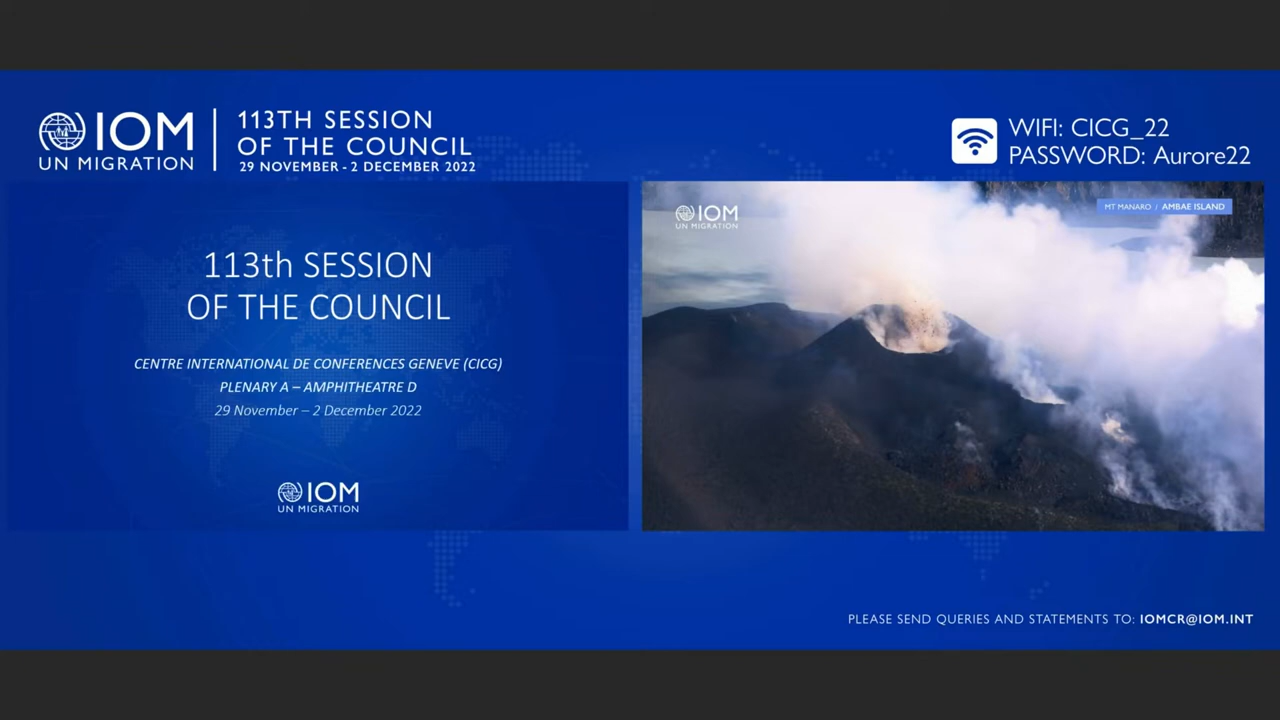 IOM
UN MIGRATION
113TH SESSION
OF THE COUNCIL
29 NOVEMBER - 2 DECEMBER 2022
WIFI: CICG_22
PASSWORD: Aurore22
113th SESSION
OF THE COUNCIL
CENTRE INTERNATIONAL DE CONFERENCES GENEVE (CICG)
PLENARY A – AMPHITHEATRE D
29 November – 2 December 2022
IOM
UN MIGRATION
IOM
UN MIGRATION
MT MANARO / AMBAE ISLAND
PLEASE SEND QUERIES AND STATEMENTS TO: IOMCR@IOM.INT